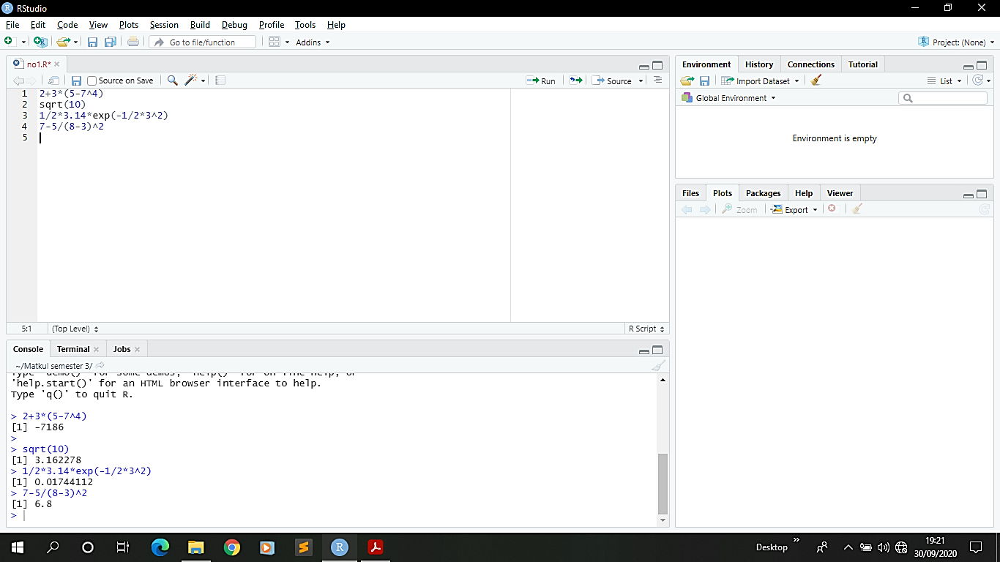 RStudio
File Edit Code View Plots Session Build Debug Profile Tools Help
Go to file/function Addins Project: (None)
no1.R*
Source on Save Run Source
1 2+3*(5-7^4)
2 sqrt(10)
3 1/2*3.14*exp(-1/2*3^2)
4 7-5/(8-3)^2
5
5:1 (Top Level) R Script
Console Terminal Jobs
~/Matkul semester 3/
Type 'demo()' for some demos, 'help()' for on-line help, or
'help.start()' for an HTML browser interface to help.
Type 'q()' to quit R.
> 2+3*(5-7^4)
[1] -7186
>
> sqrt(10)
[1] 3.162278
> 1/2*3.14*exp(-1/2*3^2)
[1] 0.01744112
> 7-5/(8-3)^2
[1] 6.8
>
Environment History Connections Tutorial
Import Dataset List
Global Environment
Environment is empty
Files Plots Packages Help Viewer
Zoom Export
Desktop
19:21
30/09/2020